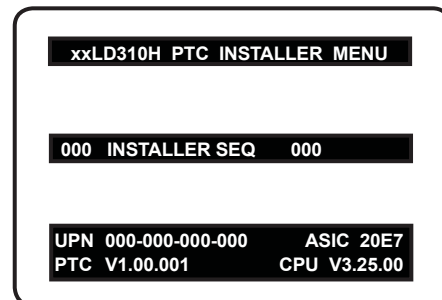 xxLD310H PTC INSTALLER MENU
000 INSTALLER SEQ 000
UPN 000-000-000-000 ASIC 20E7
PTC V1.00.001 CPU V3.25.00